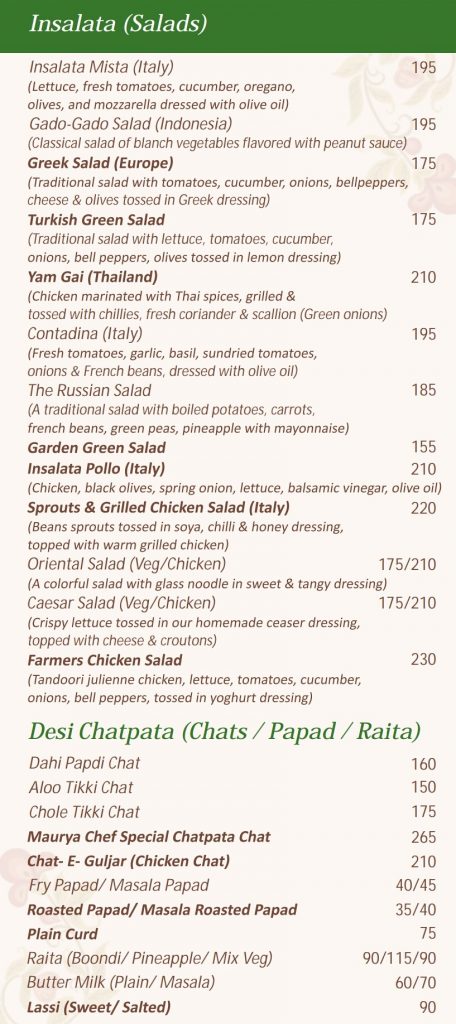 Insalata (Salads)
Insalata Mista (Italy) 195
(Lettuce, fresh tomatoes, cucumber, oregano,
olives, and mozzarella dressed with olive oil)
Gado-Gado Salad (Indonesia) 195
(Classical salad of blanch vegetables flavored with peanut sauce)
Greek Salad (Europe) 175
(Traditional salad with tomatoes, cucumber, onions, bellpeppers,
cheese & olives tossed in Greek dressing)
Turkish Green Salad 175
(Traditional salad with lettuce, tomatoes, cucumber,
onions, bell peppers, olives tossed in lemon dressing)
Yam Gai (Thailand) 210
(Chicken marinated with Thai spices, grilled &
tossed with chillies, fresh coriander & scallion (Green onions)
Contadina (Italy) 195
(Fresh tomatoes, garlic, basil, sundried tomatoes,
onions & French beans, dressed with olive oil)
The Russian Salad 185
(A traditional salad with boiled potatoes, carrots,
french beans, green peas, pineapple with mayonnaise)
Garden Green Salad 155
Insalata Pollo (Italy) 210
(Chicken, black olives, spring onion, lettuce, balsamic vinegar, olive oil)
Sprouts & Grilled Chicken Salad (Italy) 220
(Beans sprouts tossed in soya, chilli & honey dressing,
topped with warm grilled chicken)
Oriental Salad (Veg/Chicken) 175/210
(A colorful salad with glass noodle in sweet & tangy dressing)
Caesar Salad (Veg/Chicken) 175/210
(Crispy lettuce tossed in our homemade ceaser dressing,
topped with cheese & croutons)
Farmers Chicken Salad 230
(Tandoori julienne chicken, lettuce, tomatoes, cucumber,
onions, bell peppers, tossed in yoghurt dressing)
Desi Chatpata (Chats / Papad / Raita)
Dahi Papdi Chat 160
Aloo Tikki Chat 150
Chole Tikki Chat 175
Maurya Chef Special Chatpata Chat 265
Chat- E- Guljar (Chicken Chat) 210
Fry Papad/ Masala Papad 40/45
Roasted Papad/ Masala Roasted Papad 35/40
Plain Curd 75
Raita (Boondi/ Pineapple/ Mix Veg) 90/115/90
Butter Milk (Plain/ Masala) 60/70
Lassi (Sweet/ Salted) 90